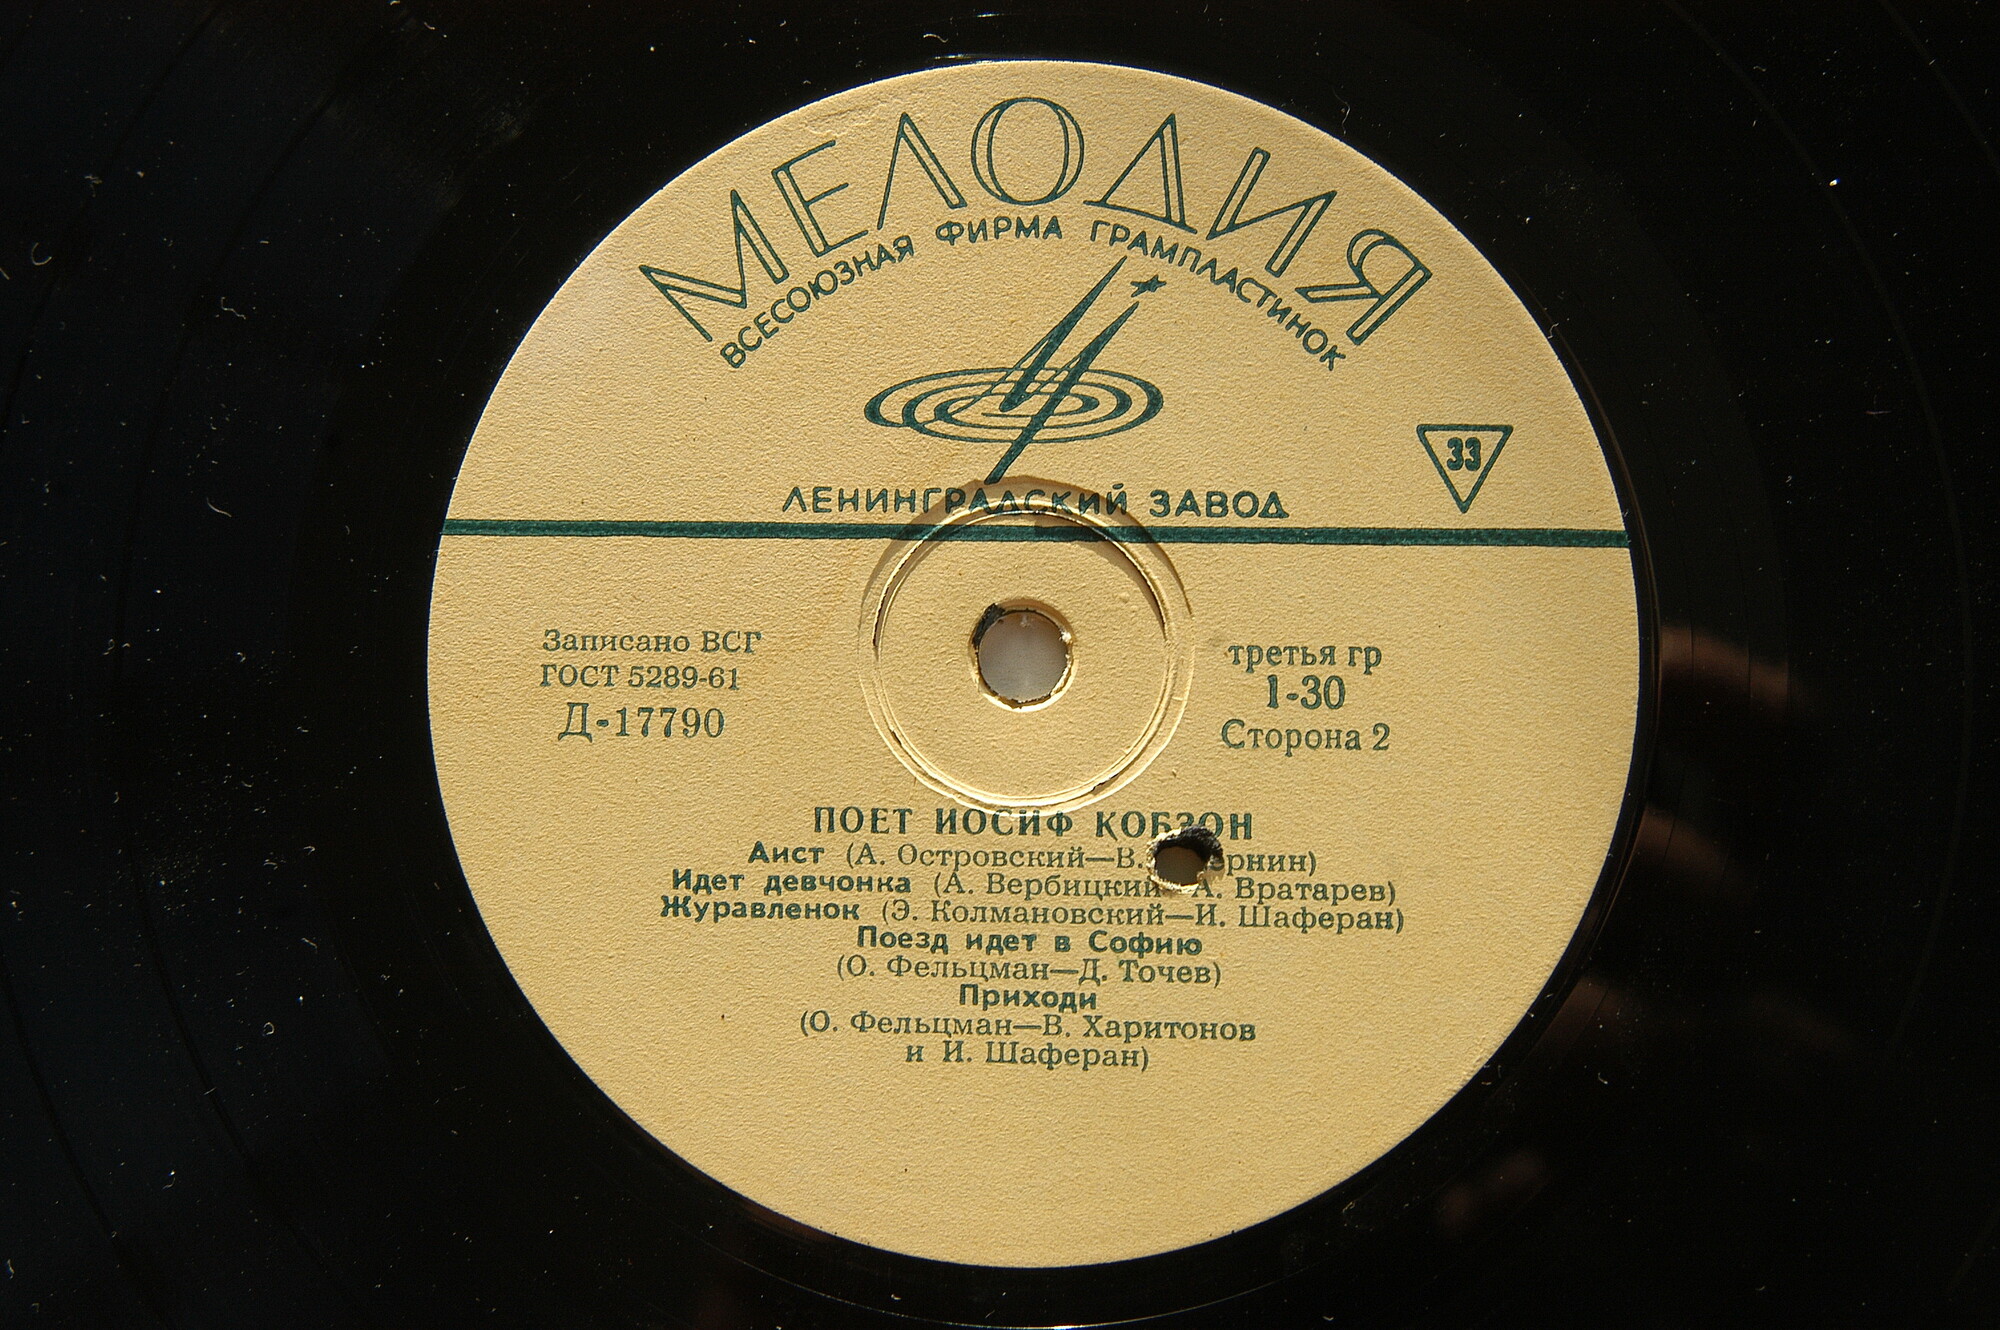 МЕЛОДИЯ
ВСЕСОЮЗНАЯ ФИРМА ГРАМПЛАСТИНОК
33
ЛЕНИНГРАДСКИЙ ЗАВОД
Записано ВСГ
ГОСТ 5289-61
Д-17790
третья гр
1-30
Сторона 2
ПОЕТ ИОСИФ КОБЗОН
Аист (А. Островский—В.
Идет девчонка (А. Вербицкий—А. Вратарев)
Журавленок (Э. Колмановский—И. Шаферан)
Поезд идет в Софию
(О. Фельцман—Д. Точев)
Приходи
(О. Фельцман—В. Харитонов
и И. Шаферан)